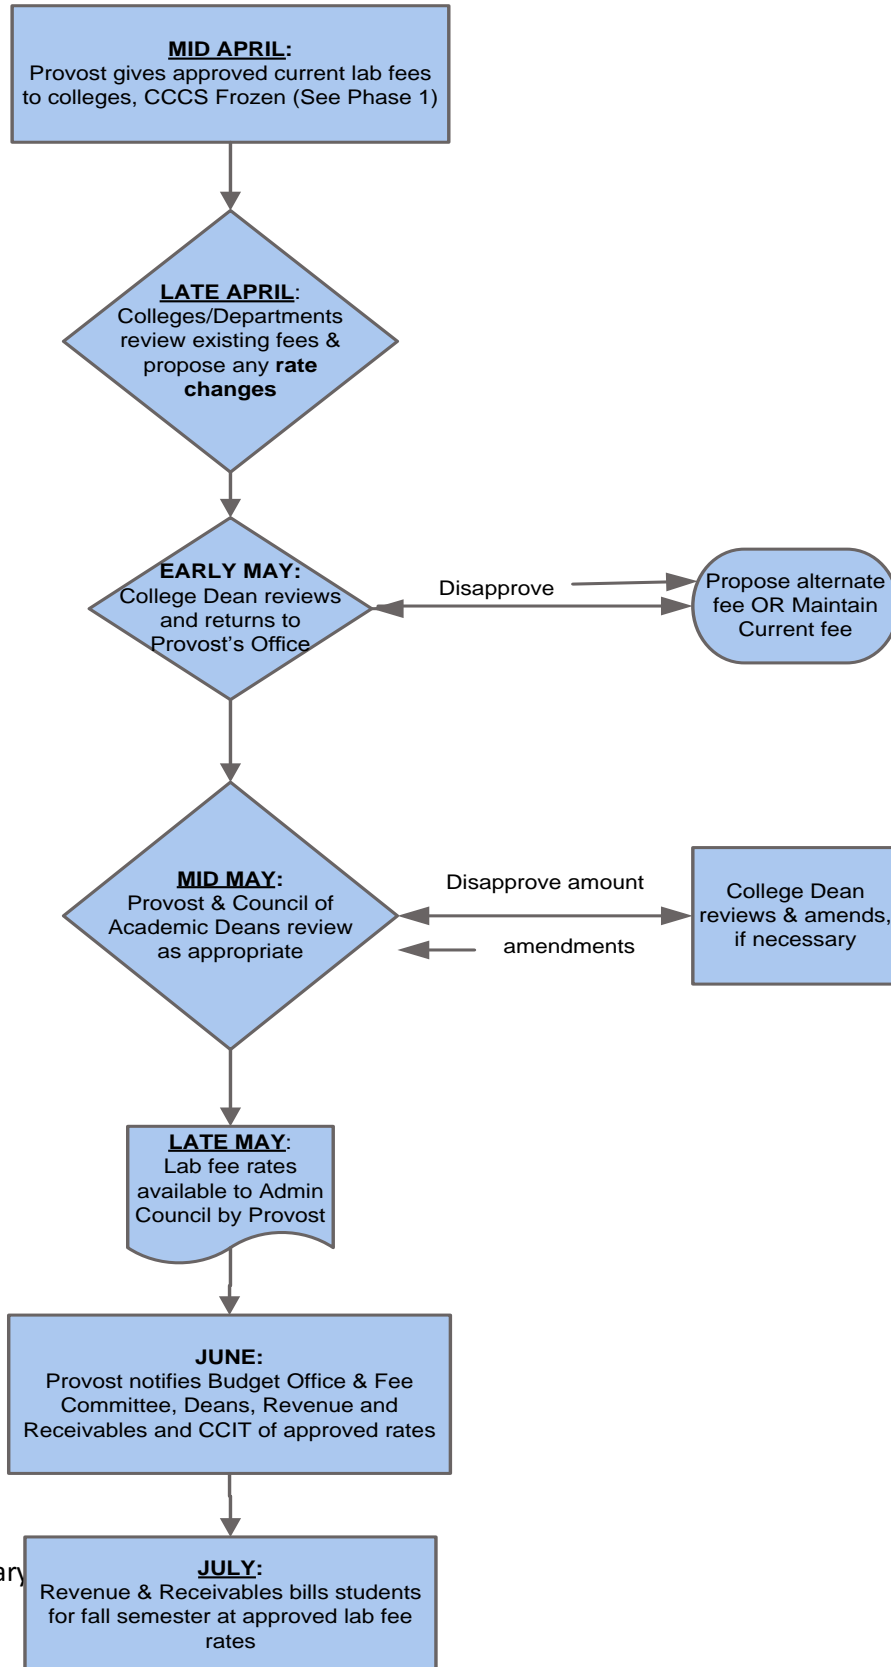 MID APRIL:
Provost gives approved current lab fees
to colleges, CCCS Frozen (See Phase 1)
LATE APRIL:
Colleges/Departments
review existing fees &
propose any rate
changes
EARLY MAY:
College Dean reviews
and returns to
Provost's Office
Disapprove
Propose alternate
fee OR Maintain
Current fee
MID MAY:
Provost & Council of
Academic Deans review
as appropriate
Disapprove amount
amendments
College Dean
reviews & amends,
if necessary
LATE MAY:
Lab fee rates
available to Admin
Council by Provost
JUNE:
Provost notifies Budget Office & Fee
Committee, Deans, Revenue and
Receivables and CCIT of approved rates
JULY:
Revenue & Receivables bills students
for fall semester at approved lab fee
rates